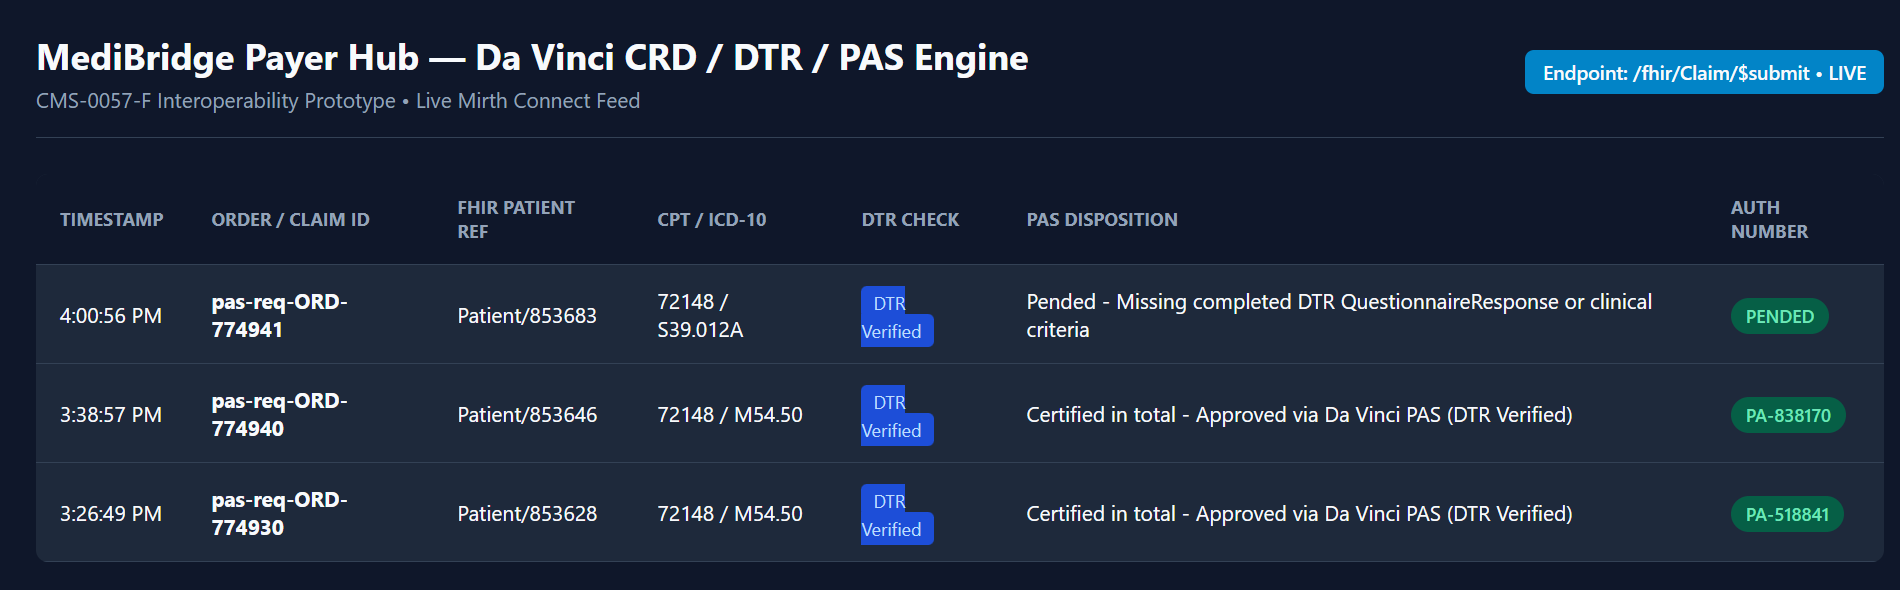 MediBridge Payer Hub — Da Vinci CRD / DTR / PAS Engine
CMS-0057-F Interoperability Prototype • Live Mirth Connect Feed
Endpoint: /fhir/Claim/$submit • LIVE
TIMESTAMP
ORDER / CLAIM ID
FHIR PATIENT
REF
CPT / ICD-10
DTR CHECK
PAS DISPOSITION
AUTH
NUMBER
4:00:56 PM
pas-req-ORD-
774941
Patient/853683
72148 /
S39.012A
DTR
Verified
Pended - Missing completed DTR QuestionnaireResponse or clinical
criteria
PENDED
3:38:57 PM
pas-req-ORD-
774940
Patient/853646
72148 / M54.50
DTR
Verified
Certified in total - Approved via Da Vinci PAS (DTR Verified)
PA-838170
3:26:49 PM
pas-req-ORD-
774930
Patient/853628
72148 / M54.50
DTR
Verified
Certified in total - Approved via Da Vinci PAS (DTR Verified)
PA-518841